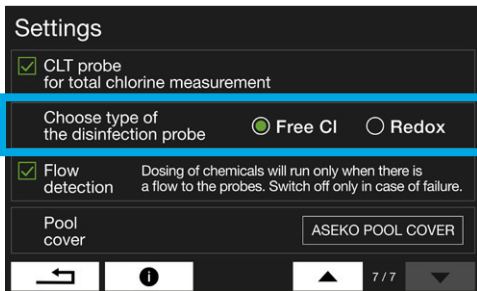 Settings
CLT probe
for total chlorine measurement
Choose type of
the disinfection probe
Free Cl
Redox
Flow
detection
Dosing of chemicals will run only when there is
a flow to the probes. Switch off only in case of failure.
Pool
cover
ASEKO POOL COVER
7/7